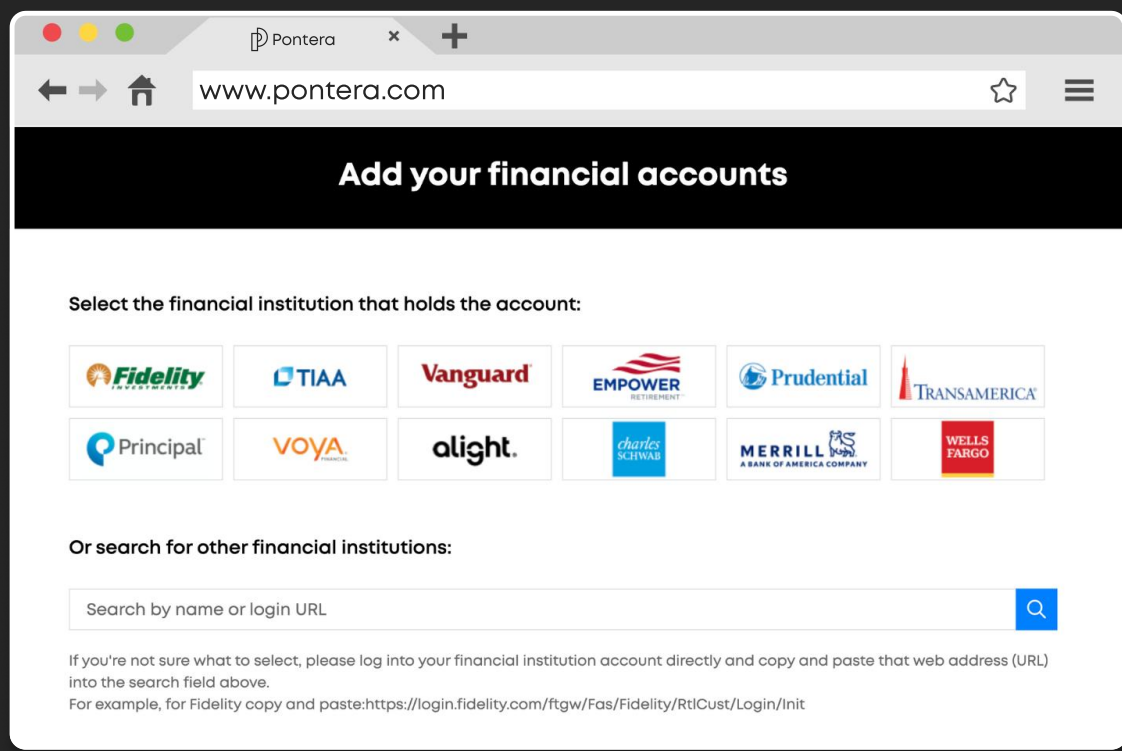 Pontera
www.pontera.com
Add your financial accounts
Select the financial institution that holds the account:
Fidelity INVESTMENTS
TIAA
Vanguard
EMPOWER RETIREMENT
Prudential
TRANSAMERICA
Principal
VOYA FINANCIAL
alight.
charles SCHWAB
MERRILL A BANK OF AMERICA COMPANY
WELLS FARGO
Or search for other financial institutions:
Search by name or login URL
If you're not sure what to select, please log into your financial institution account directly and copy and paste that web address (URL)
into the search field above.
For example, for Fidelity copy and paste:https://login.fidelity.com/ftgw/Fas/Fidelity/RtlCust/Login/Init